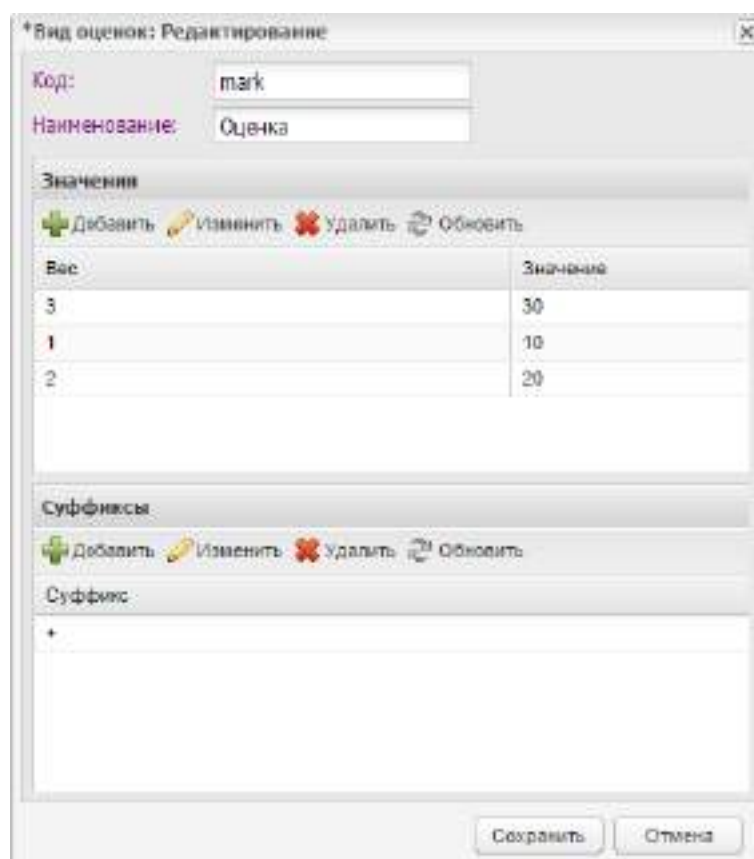 *Вид оценок: Редактирование
Код: mark
Наименование: Оценка
Значения
Добавить Изменить Удалить Обновить
Вес Значение
3 30
1 10
2 20
Суффиксы
Добавить Изменить Удалить Обновить
Суффикс
+
Сохранить Отмена